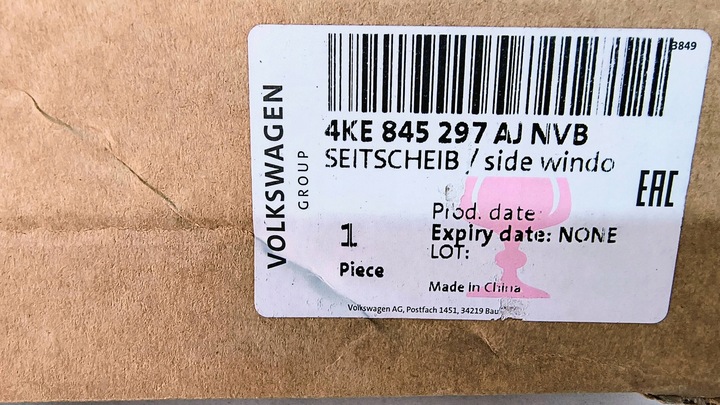 3849
VOLKSWAGEN
GROUP
4KE 845 297 AJ NVB
SEITSCHEIB / side windo
EAC
1
Piece
Prod. date
Expiry date: NONE
LOT:
Made in China
Volkswagen AG, Postfach 1451, 34219 Bau